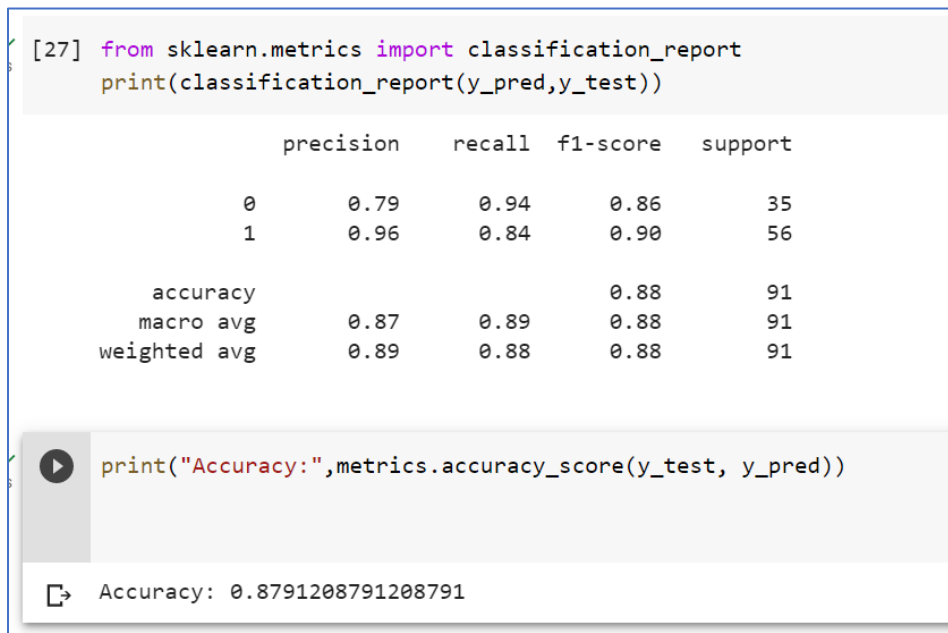 [27] from sklearn.metrics import classification_report
print(classification_report(y_pred,y_test))
precision recall f1-score support
0 0.79 0.94 0.86 35
1 0.96 0.84 0.90 56
accuracy 0.88 91
macro avg 0.87 0.89 0.88 91
weighted avg 0.89 0.88 0.88 91
print("Accuracy:",metrics.accuracy_score(y_test, y_pred))
Accuracy: 0.8791208791208791